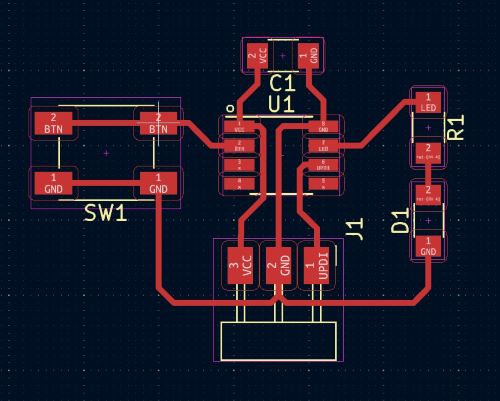 2 VCC
1 GND
C1
U1
1 LED
R1
2
2 BTN
2 BTN
1 VCC
8 GND
2 BTN
7 LED
3
6 UPDI
4
5
1 GND
1 GND
SW1
2
D1
1 GND
J1
3 VCC
2 GND
1 UPDI